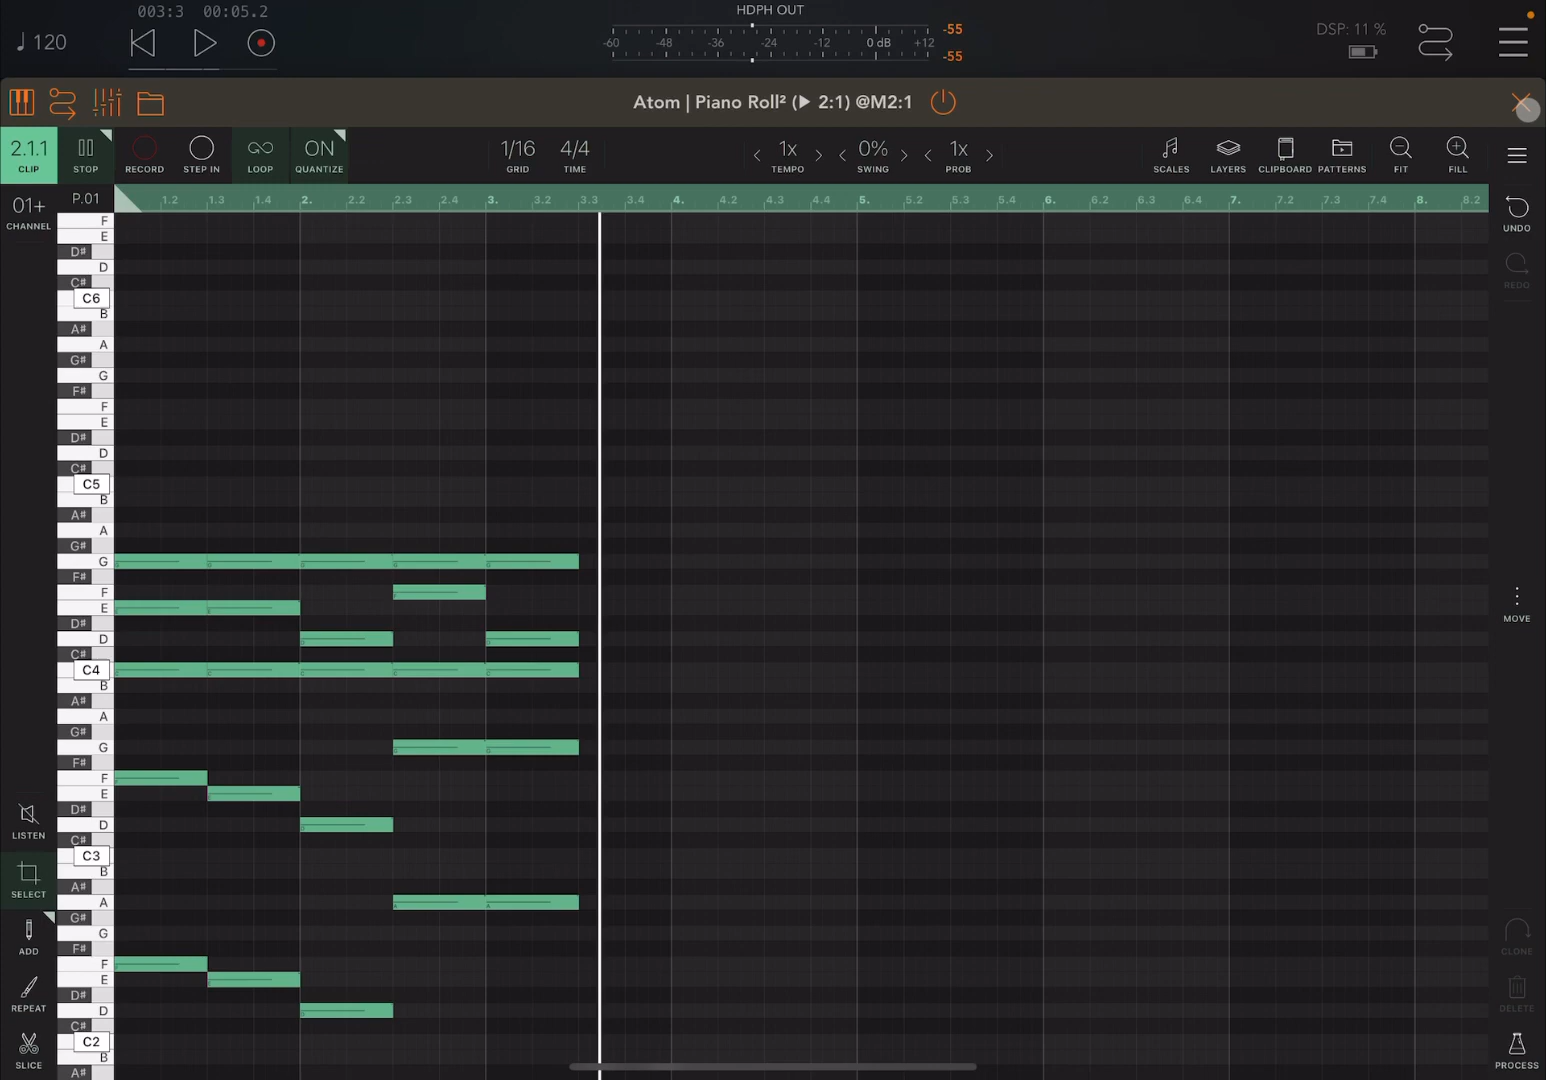 003:3 00:05.2
HDPH OUT
120
-60 -48 -36 -24 -12 0 dB +12
-55
-55
DSP: 11 %
Atom | Piano Roll² (▶ 2:1) @M2:1
2.1.1 ON 1/16 4/4 1x 0% 1x
CLIP STOP RECORD STEP IN LOOP QUANTIZE GRID TIME TEMPO SWING PROB SCALES LAYERS CLIPBOARD PATTERNS FIT FILL
01+
CHANNEL
P.01
1.2 1.3 1.4 2. 2.2 2.3 2.4 3. 3.2 3.3 3.4 4. 4.2 4.3 4.4 5. 5.2 5.3 5.4 6. 6.2 6.3 6.4 7. 7.2 7.3 7.4 8. 8.2
F
E
D#
D
C#
C6
B
A#
A
G#
G
F#
F
E
D#
D
C#
C5
B
A#
A
G#
G
F#
F
E
D#
D
C#
C4
B
A#
A
G#
G
F#
F
E
D#
D
C#
C3
B
A#
A
G#
G
F#
F
E
D#
D
C#
C2
B
A#
LISTEN
SELECT
ADD
REPEAT
SLICE
UNDO
REDO
MOVE
CLONE
DELETE
PROCESS